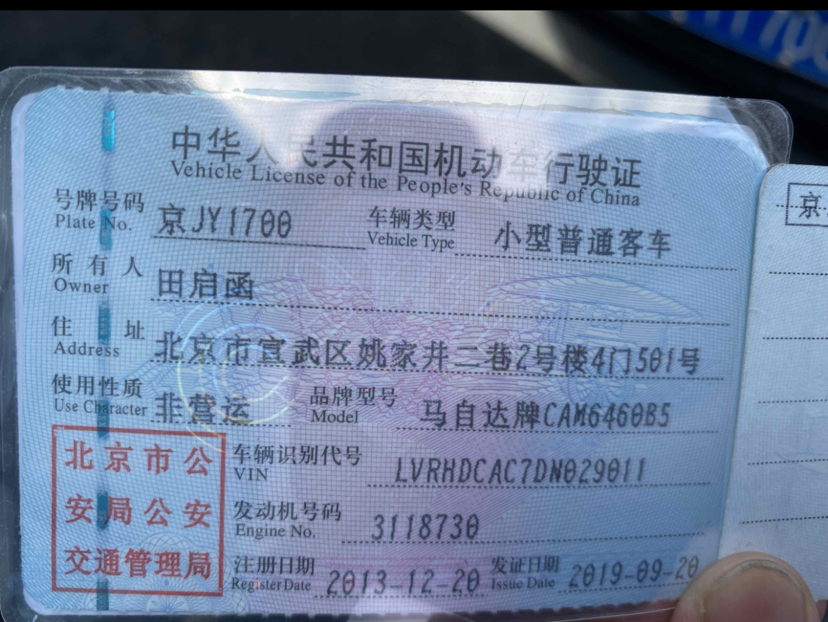 中华人民共和国机动车行驶证
Vehicle License of the People's Republic of China
号牌号码 京JY1700 车辆类型 小型普通客车
Plate No. Vehicle Type
所有人 田启函
Owner
住址 北京市宣武区姚家井二巷2号楼4门501号
Address
使用性质 非营运 品牌型号 马自达牌CAM6460B5
Use Character Model
北京市公安局公安交通管理局
车辆识别代号 LVRHDCAC7DN029011
VIN
发动机号码 3118730
Engine No.
注册日期 2013-12-20 发证日期 2019-09-20
Register Date Issue Date
京